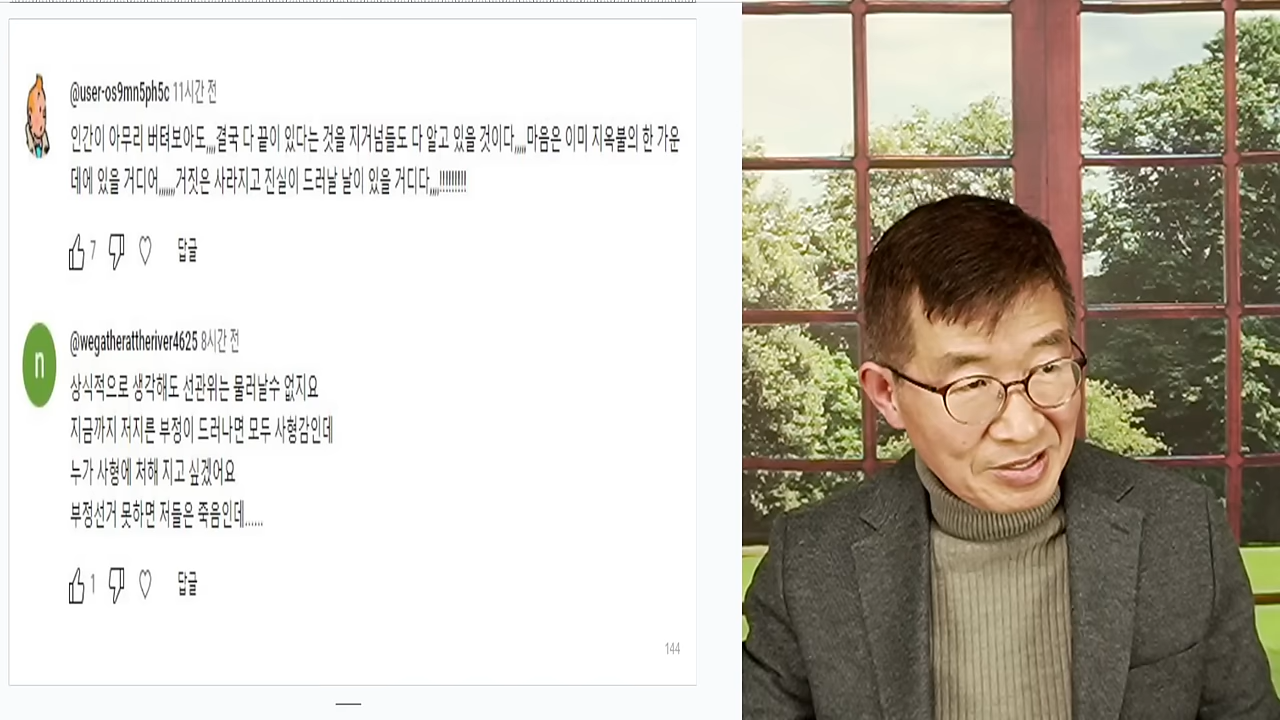 @user-os9mn5ph5c 11시간 전
인간이 아무리 버텨보아도,,,,결국 다 끝이 있다는 것을 지거넘들도 다 알고 있을 것이다,,,,,마음은 이미 지옥불의 한 가운
데에 있을 거디어,,,,,,,거짓은 사라지고 진실이 드러날 날이 있을 거디다,,,,!!!!!!!!!
7 답글
n
@wegatherattheriver4625 8시간 전
상식적으로 생각해도 선관위는 물러날수 없지요
지금까지 저지른 부정이 드러나면 모두 사형감인데
누가 사형에 처해 지고 싶겠어요
부정선거 못하면 저들은 죽음인데......
1 답글
144